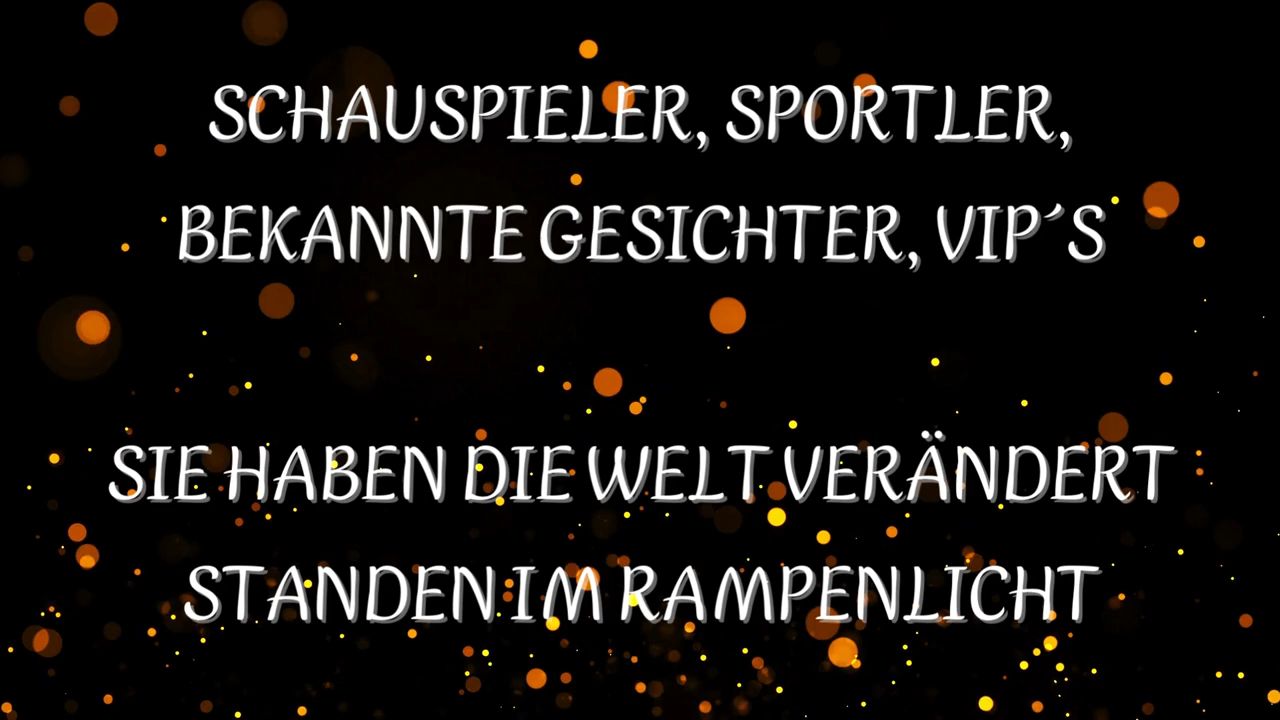 SCHAUSPIELER, SPORTLER,
BEKANNTE GESICHTER, VIP´S
SIE HABEN DIE WELT VERÄNDERT
STANDEN IM RAMPENLICHT